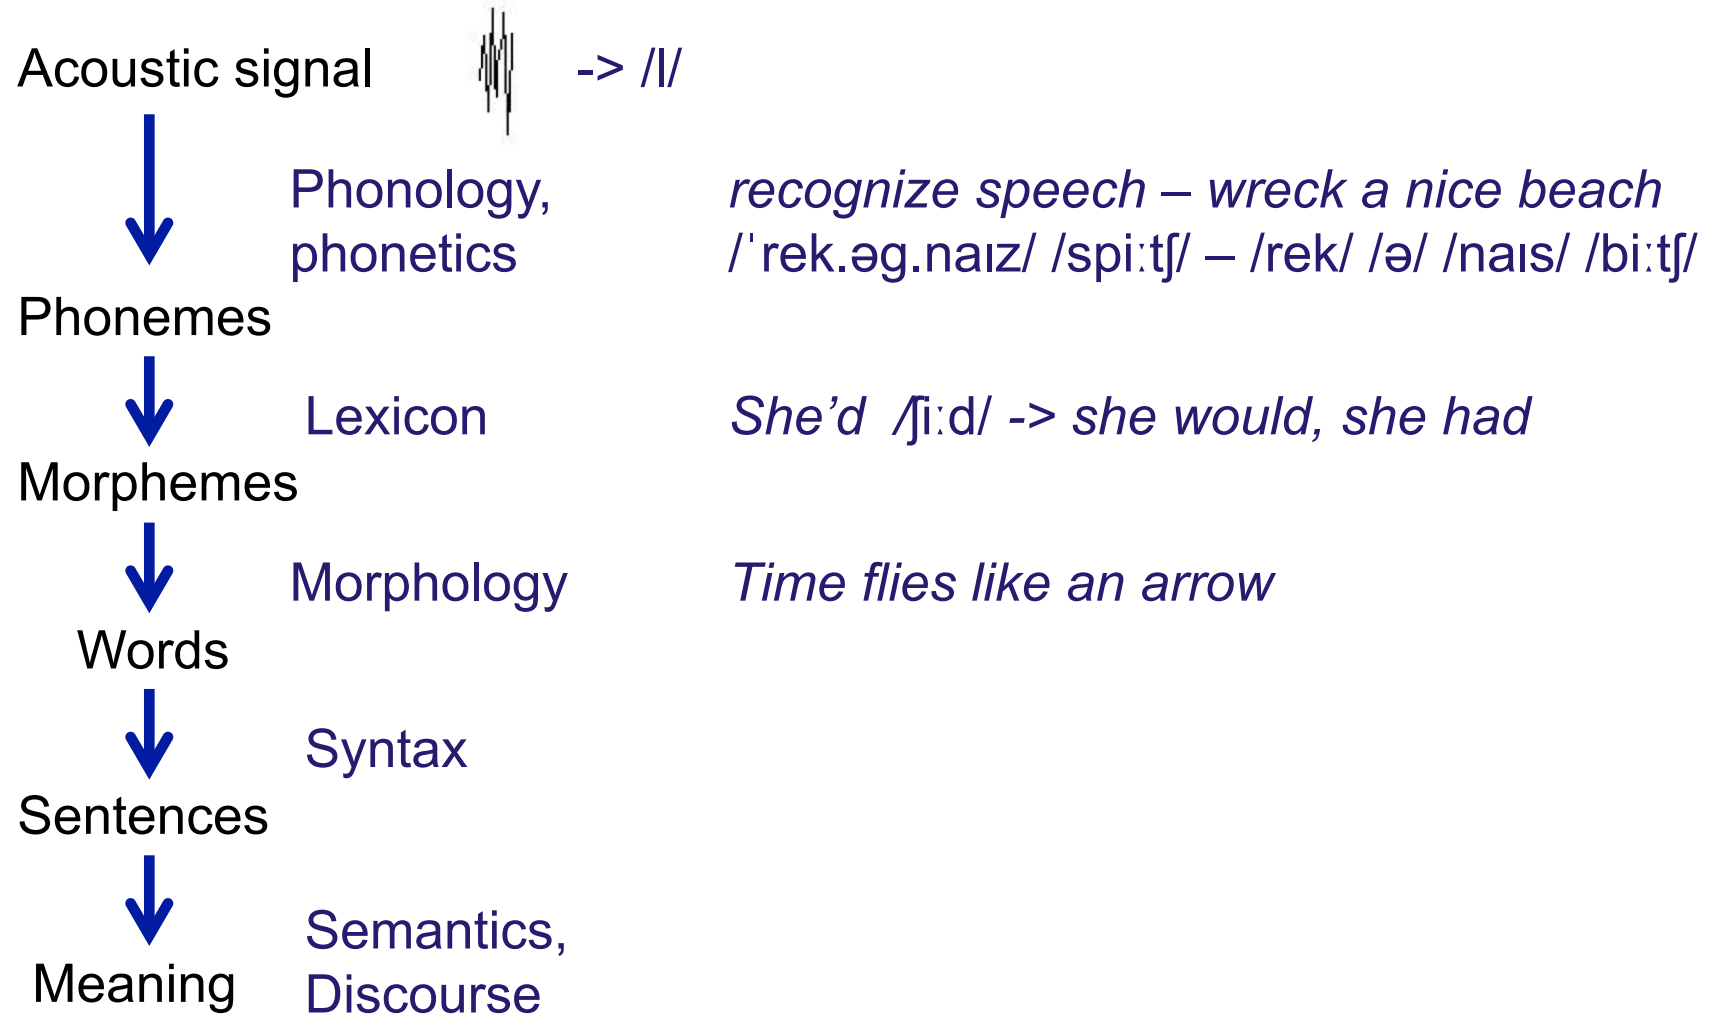 Acoustic signal -> /l/
Phonology, recognize speech – wreck a nice beach
phonetics /ˈrek.əg.naɪz/ /spiːtʃ/ – /rek/ /ə/ /naɪs/ /biːtʃ/
Phonemes
Lexicon She’d /ʃiːd/ -> she would, she had
Morphemes
Morphology Time flies like an arrow
Words
Syntax
Sentences
Semantics,
Meaning Discourse